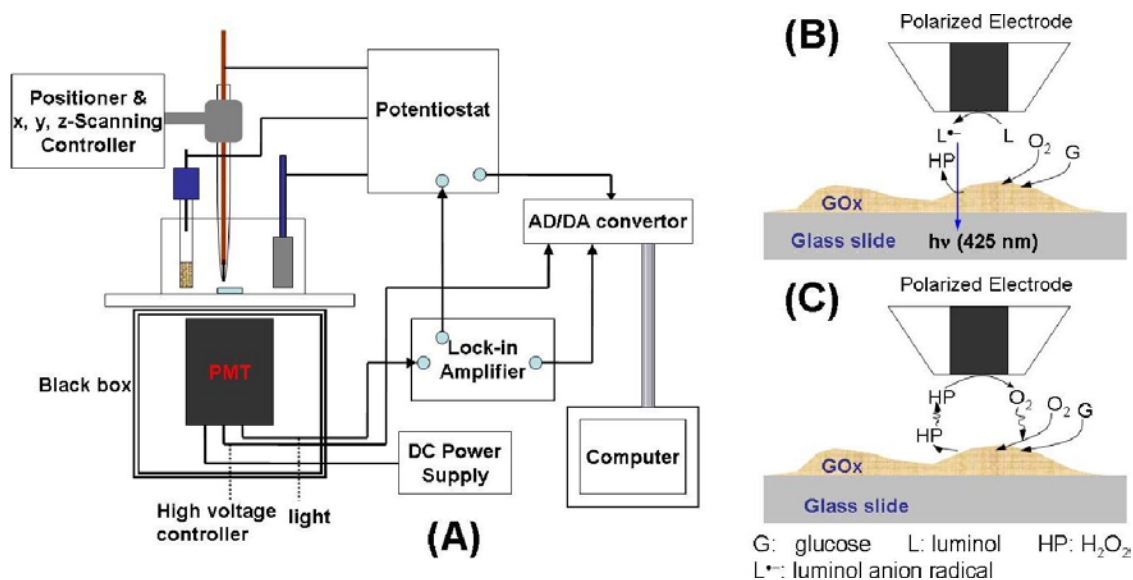 Positioner &
x, y, z-Scanning
Controller
Potentiostat
AD/DA convertor
Lock-in
Amplifier
PMT
Black box
DC Power
Supply
Computer
High voltage
controller
light
(A)
(B)
Polarized Electrode
L•– L
O2
G
HP
GOx
Glass slide hν (425 nm)
(C)
Polarized Electrode
HP O2
O2
G
HP
GOx
Glass slide
G: glucose L: luminol HP: H2O2
L•–: luminol anion radical